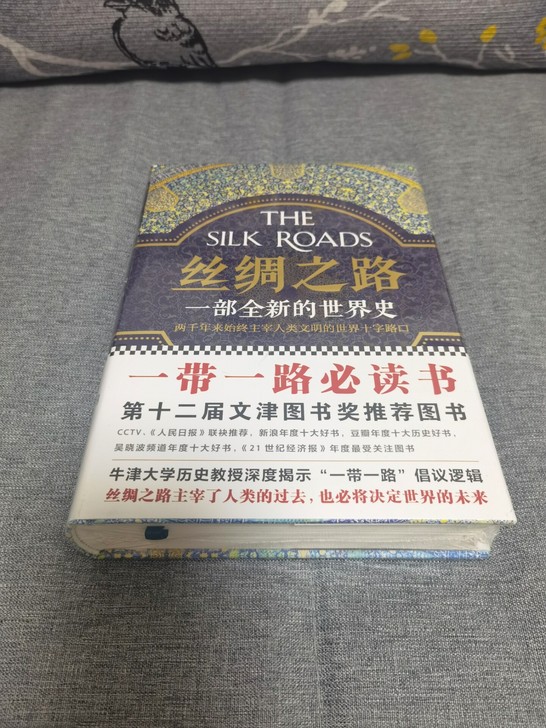 THE
SILK ROADS
丝绸之路
一部全新的世界史
两千年来始终主宰人类文明的世界十字路口
一带一路必读书
第十二届文津图书奖推荐图书
CCTV、《人民日报》联袂推荐，新浪年度十大好书，豆瓣年度十大历史好书，
吴晓波频道年度十大好书，《21世纪经济报》年度最受关注图书
牛津大学历史教授深度揭示“一带一路”倡议逻辑
丝绸之路主宰了人类的过去，也必将决定世界的未来